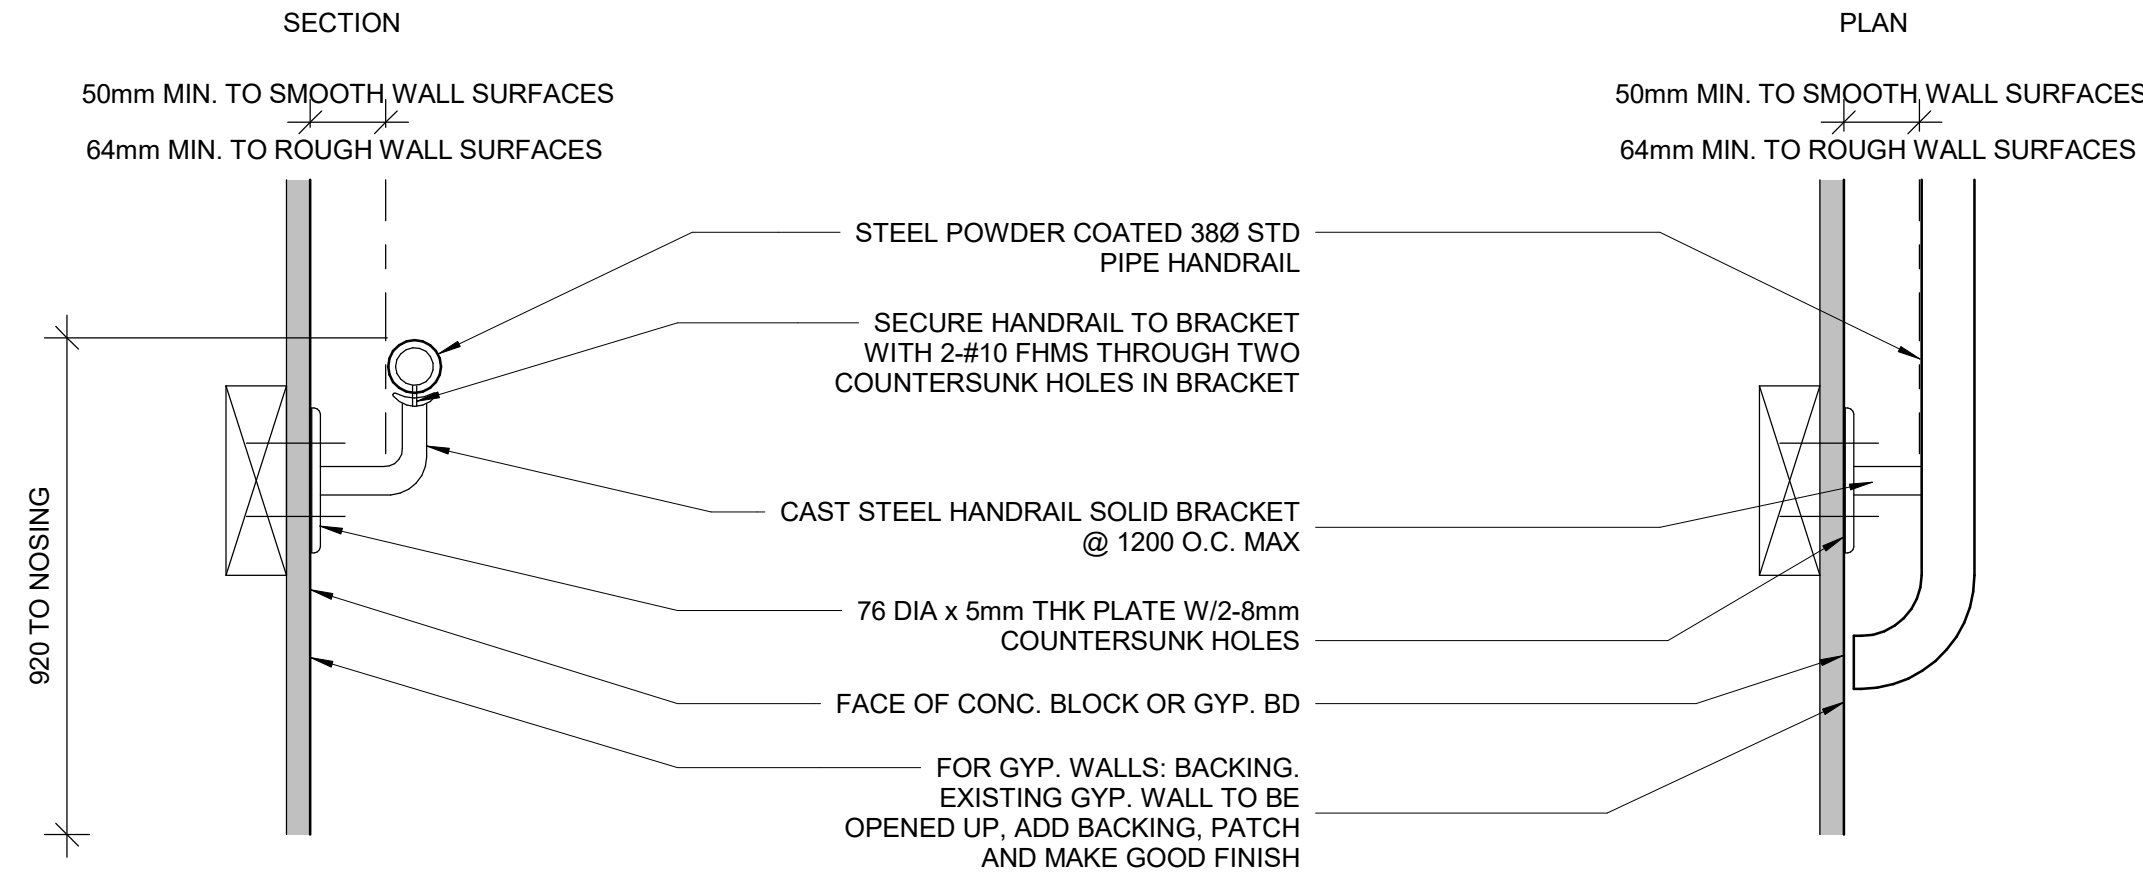 SECTION
PLAN
50mm MIN. TO SMOOTH WALL SURFACES
64mm MIN. TO ROUGH WALL SURFACES
50mm MIN. TO SMOOTH WALL SURFACES
64mm MIN. TO ROUGH WALL SURFACES
STEEL POWDER COATED 38Ø STD
PIPE HANDRAIL
SECURE HANDRAIL TO BRACKET
WITH 2-#10 FHMS THROUGH TWO
COUNTERSUNK HOLES IN BRACKET
920 TO NOSING
CAST STEEL HANDRAIL SOLID BRACKET
@ 1200 O.C. MAX
76 DIA x 5mm THK PLATE W/2-8mm
COUNTERSUNK HOLES
FACE OF CONC. BLOCK OR GYP. BD
FOR GYP. WALLS: BACKING.
EXISTING GYP. WALL TO BE
OPENED UP, ADD BACKING, PATCH
AND MAKE GOOD FINISH